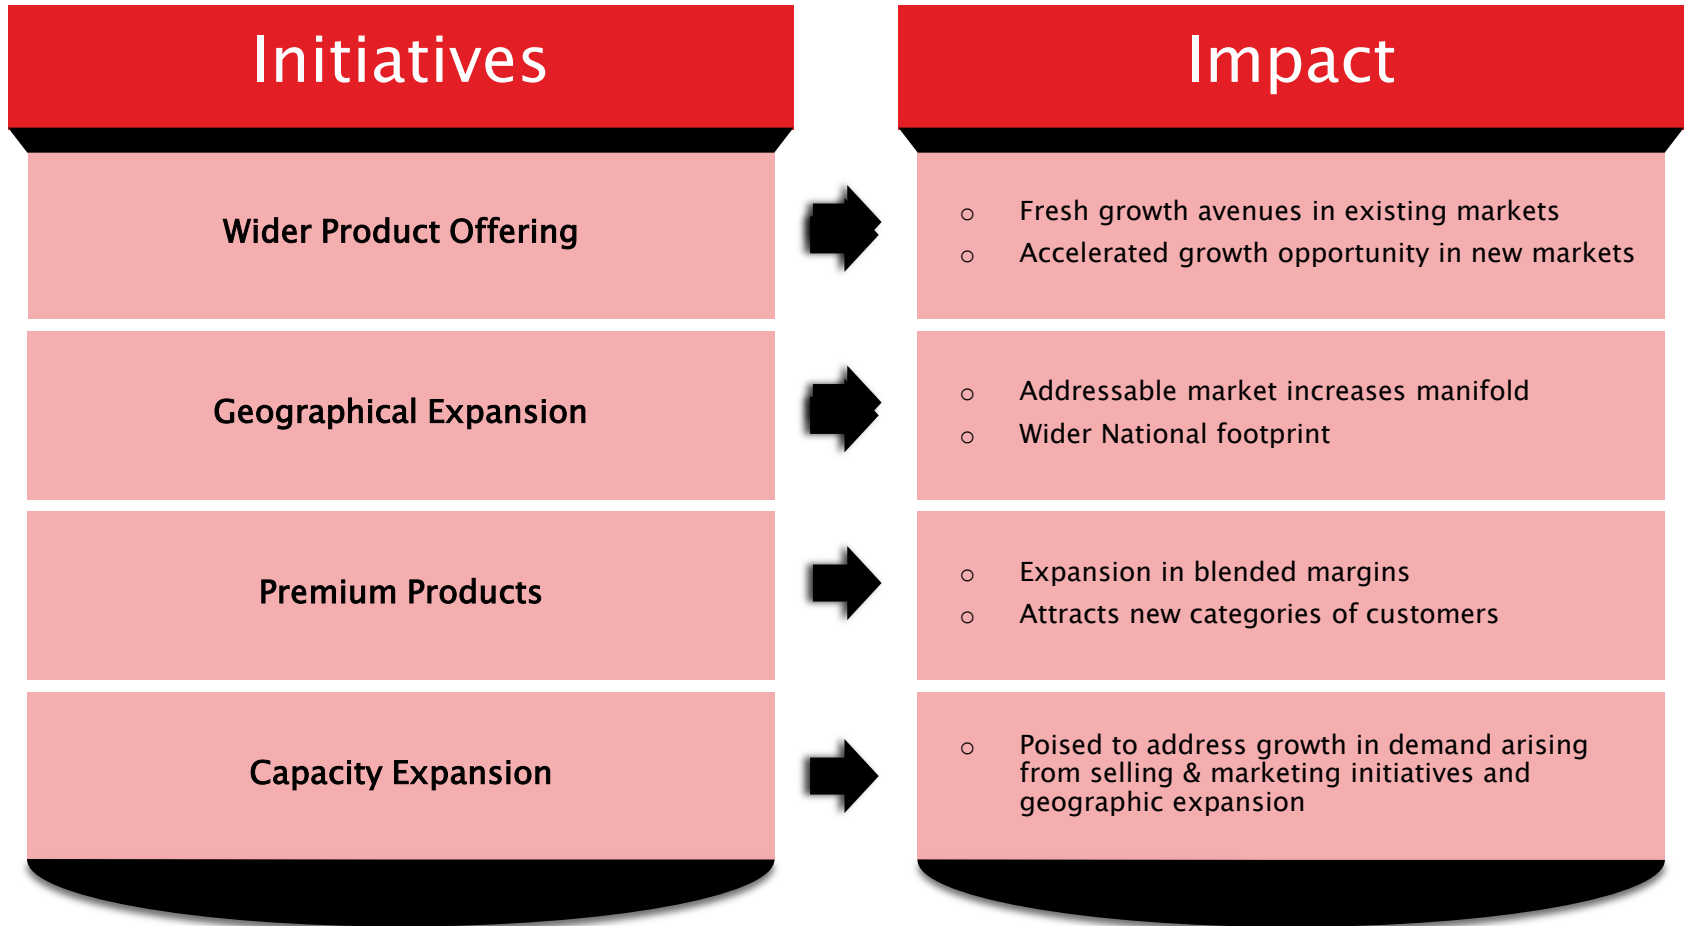 Initiatives
Impact
Wider Product Offering
○ Fresh growth avenues in existing markets
○ Accelerated growth opportunity in new markets
Geographical Expansion
○ Addressable market increases manifold
○ Wider National footprint
Premium Products
○ Expansion in blended margins
○ Attracts new categories of customers
Capacity Expansion
○ Poised to address growth in demand arising
from selling & marketing initiatives and
geographic expansion